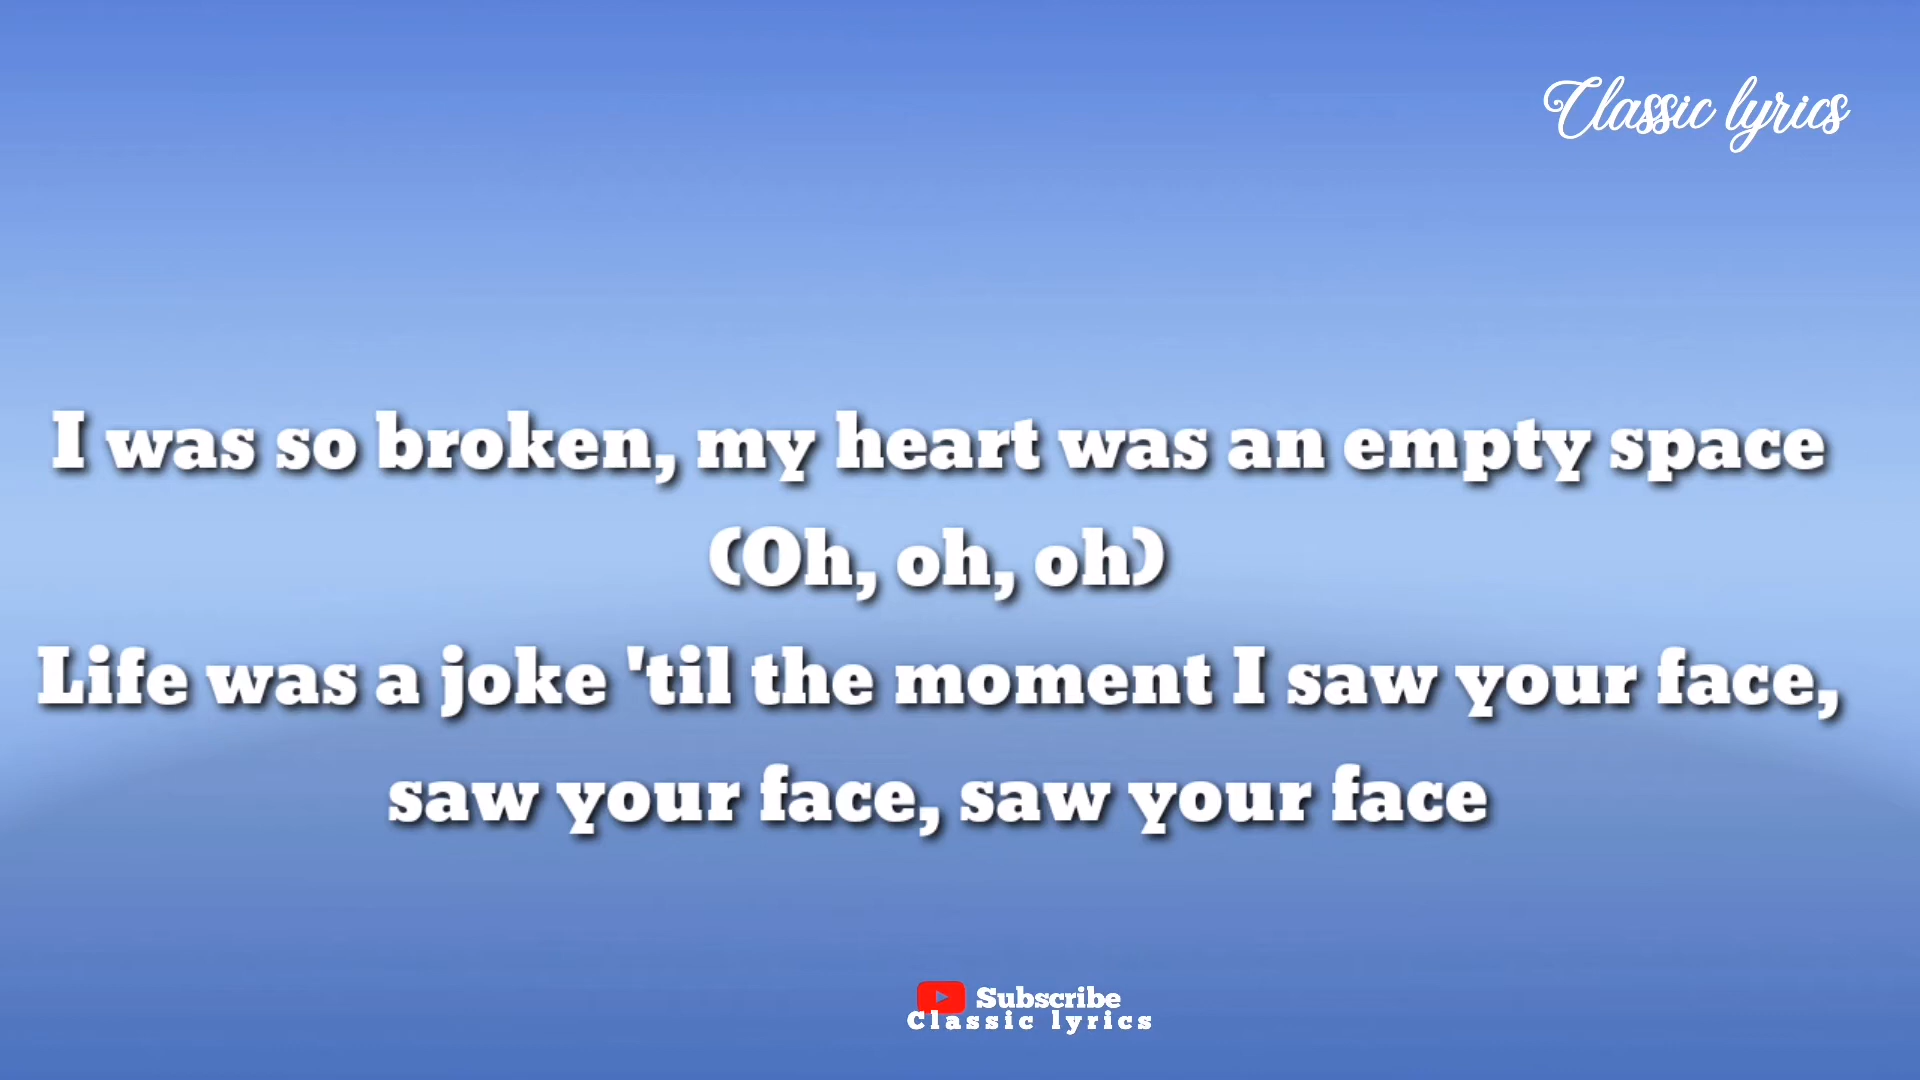 Classic lyrics
I was so broken, my heart was an empty space
(Oh, oh, oh)
Life was a joke 'til the moment I saw your face,
saw your face, saw your face
Subscribe
Classic lyrics